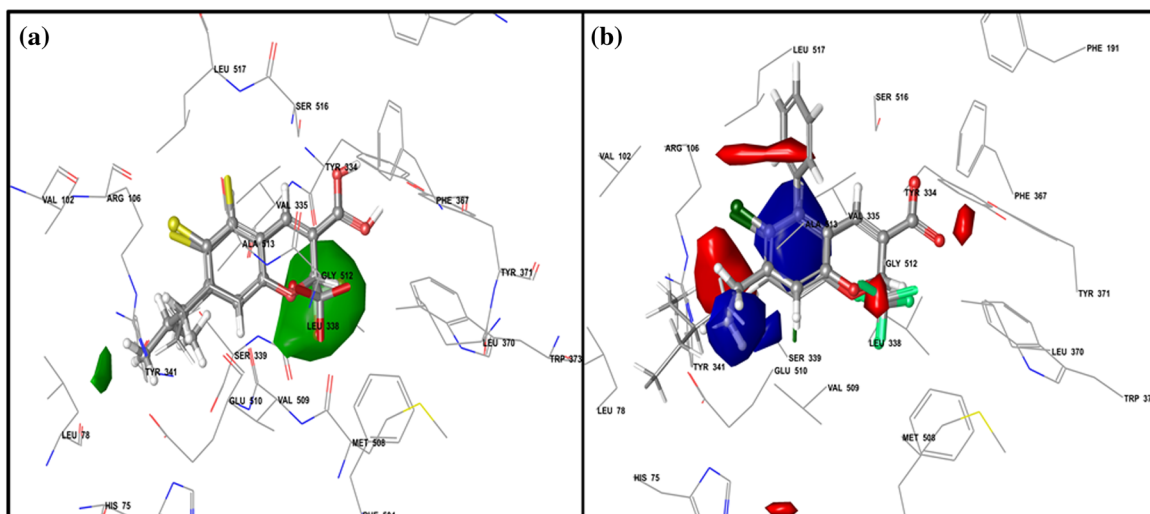 (a)
LEU 517
SER 516
TYR 334
VAL 102
ARG 106
VAL 335
PHE 367
ALA 513
GLY 512
TYR 371
LEU 338
LEU 370
SER 339
TRP 373
TYR 341
GLU 510
VAL 509
LEU 78
MET 508
HIS 75
(b)
PHE 191
LEU 517
SER 516
ARG 106
VAL 102
TYR 334
PHE 367
VAL 335
ALA 513
GLY 512
TYR 371
LEU 338
LEU 370
SER 339
TYR 341
GLU 510
VAL 509
TRP 37
LEU 78
MET 508
HIS 75